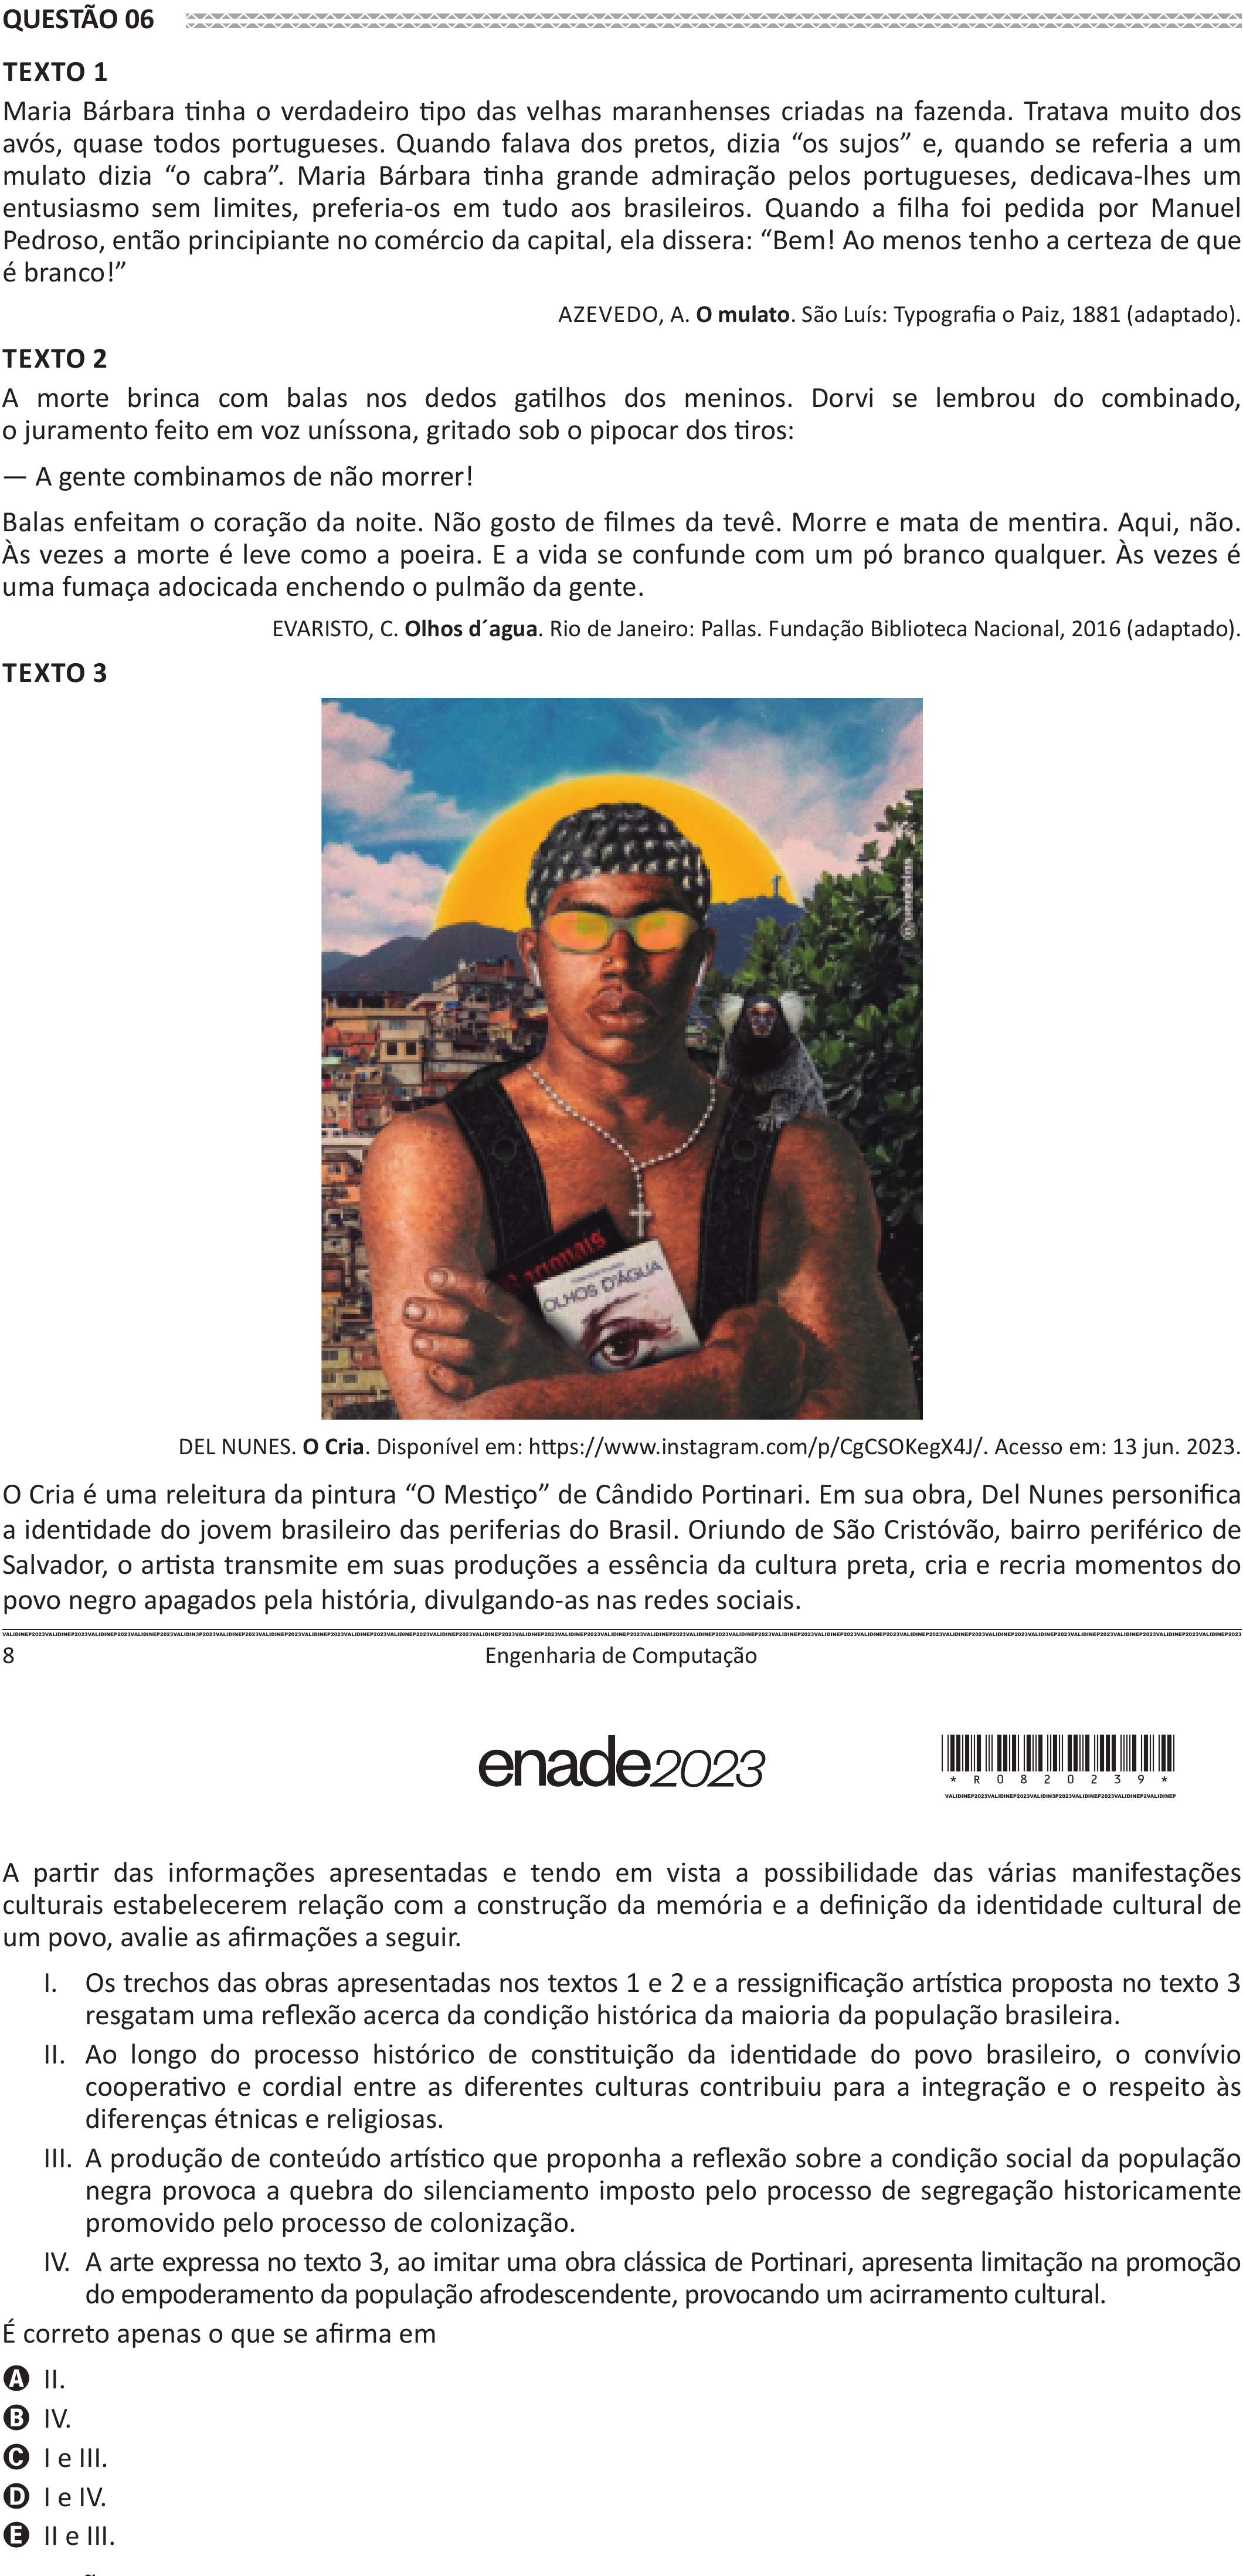 QUESTÃO 06
TEXTO 1
Maria Bárbara tinha o verdadeiro tipo das velhas maranhenses criadas na fazenda. Tratava muito dos
avós, quase todos portugueses. Quando falava dos pretos, dizia “os sujos” e, quando se referia a um
mulato dizia “o cabra”. Maria Bárbara tinha grande admiração pelos portugueses, dedicava-lhes um
entusiasmo sem limites, preferia-os em tudo aos brasileiros. Quando a filha foi pedida por Manuel
Pedroso, então principiante no comércio da capital, ela dissera: “Bem! Ao menos tenho a certeza de que
é branco!”
AZEVEDO, A. O mulato. São Luís: Typografia o Paiz, 1881 (adaptado).
TEXTO 2
A morte brinca com balas nos dedos gatilhos dos meninos. Dorvi se lembrou do combinado,
o juramento feito em voz uníssona, gritado sob o pipocar dos tiros:
— A gente combinamos de não morrer!
Balas enfeitam o coração da noite. Não gosto de filmes da tevê. Morre e mata de mentira. Aqui, não.
Às vezes a morte é leve como a poeira. E a vida se confunde com um pó branco qualquer. Às vezes é
uma fumaça adocicada enchendo o pulmão da gente.
EVARISTO, C. Olhos d´agua. Rio de Janeiro: Pallas. Fundação Biblioteca Nacional, 2016 (adaptado).
TEXTO 3
Racionais
OLHOS D'ÁGUA
DEL NUNES. O Cria. Disponível em: https://www.instagram.com/p/CgCSOKegX4J/. Acesso em: 13 jun. 2023.
O Cria é uma releitura da pintura “O Mestiço” de Cândido Portinari. Em sua obra, Del Nunes personifica
a identidade do jovem brasileiro das periferias do Brasil. Oriundo de São Cristóvão, bairro periférico de
Salvador, o artista transmite em suas produções a essência da cultura preta, cria e recria momentos do
povo negro apagados pela história, divulgando-as nas redes sociais.
8
Engenharia de Computação
enade2023
* R 0 8 2 0 2 3 9 *
A partir das informações apresentadas e tendo em vista a possibilidade das várias manifestações
culturais estabelecerem relação com a construção da memória e a definição da identidade cultural de
um povo, avalie as afirmações a seguir.
I. Os trechos das obras apresentadas nos textos 1 e 2 e a ressignificação artística proposta no texto 3
resgatam uma reflexão acerca da condição histórica da maioria da população brasileira.
II. Ao longo do processo histórico de constituição da identidade do povo brasileiro, o convívio
cooperativo e cordial entre as diferentes culturas contribuiu para a integração e o respeito às
diferenças étnicas e religiosas.
III. A produção de conteúdo artístico que proponha a reflexão sobre a condição social da população
negra provoca a quebra do silenciamento imposto pelo processo de segregação historicamente
promovido pelo processo de colonização.
IV. A arte expressa no texto 3, ao imitar uma obra clássica de Portinari, apresenta limitação na promoção
do empoderamento da população afrodescendente, provocando um acirramento cultural.
É correto apenas o que se afirma em
A II.
B IV.
C I e III.
D I e IV.
E II e III.